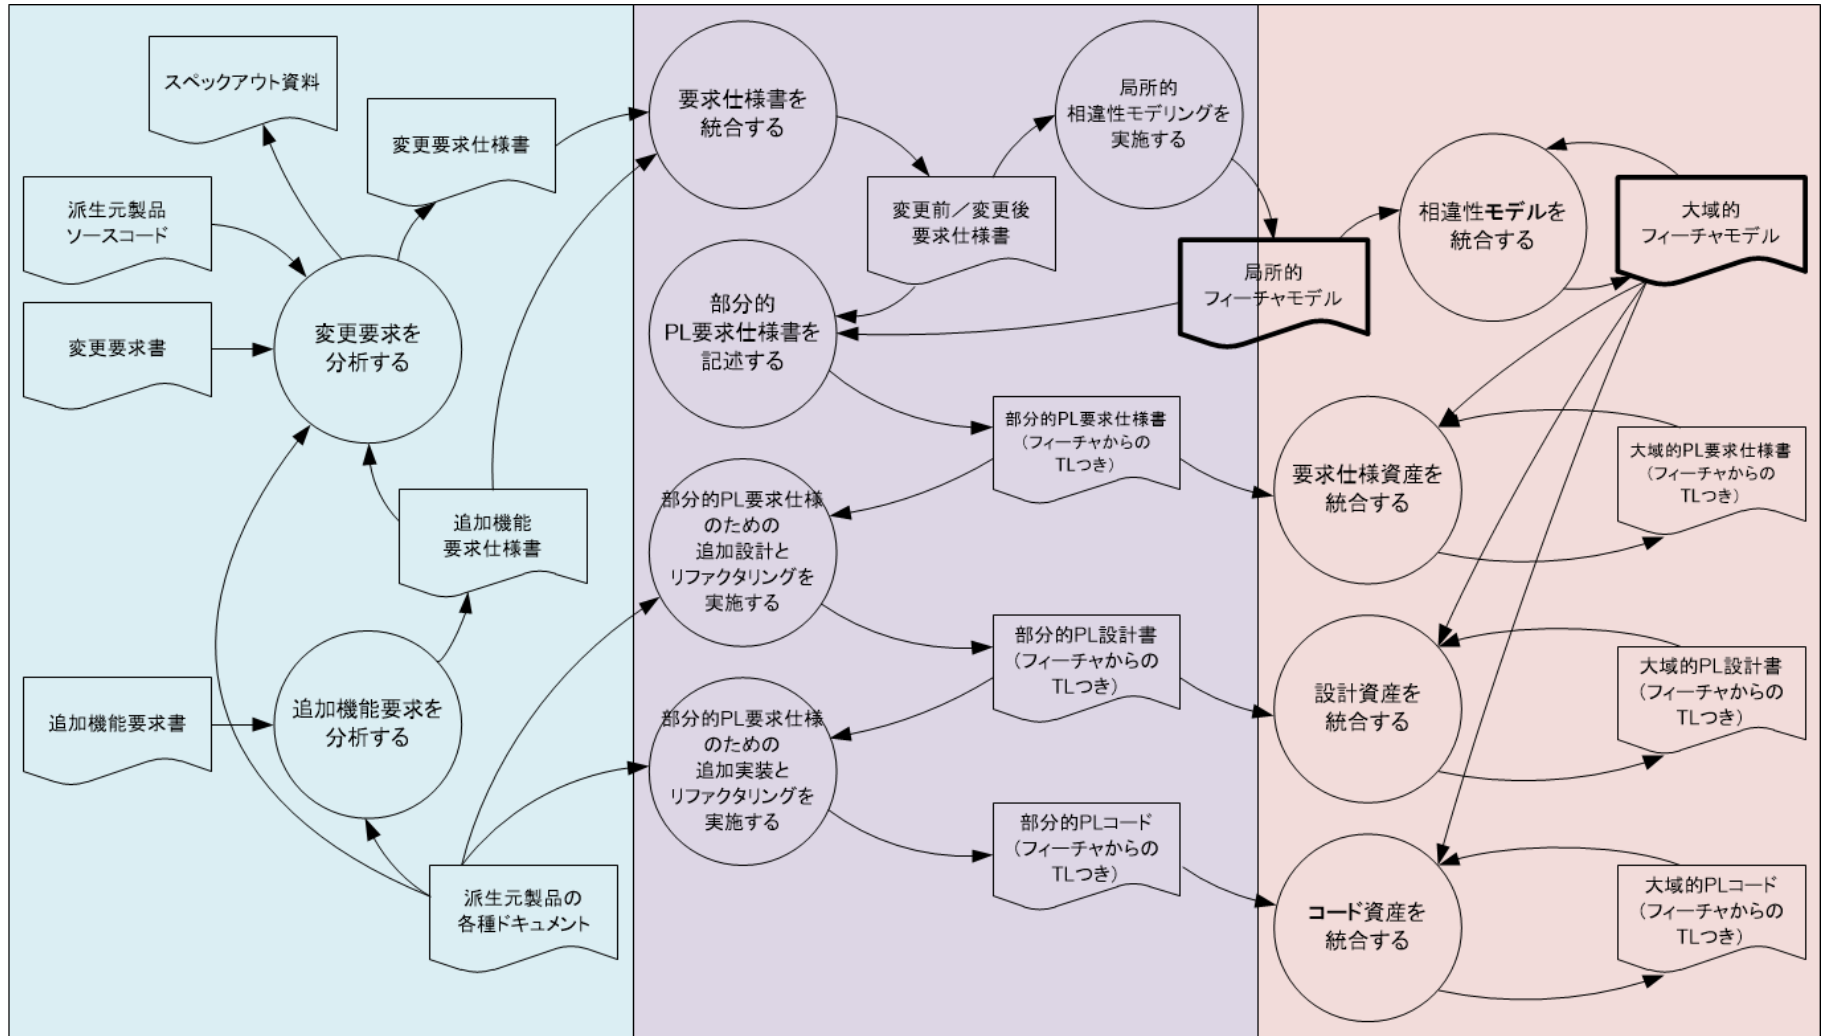 スペックアウト資料
変更要求仕様書
派生元製品
ソースコード
変更要求書
変更要求を
分析する
追加機能
要求仕様書
追加機能要求書
追加機能要求を
分析する
派生元製品の
各種ドキュメント
要求仕様書を
統合する
局所的
相違性モデリングを
実施する
変更前／変更後
要求仕様書
局所的
フィーチャモデル
部分的
PL要求仕様書を
記述する
部分的PL要求仕様書
（フィーチャからの
TLつき）
部分的PL要求仕様
のための
追加設計と
リファクタリングを
実施する
部分的PL設計書
（フィーチャからの
TLつき）
部分的PL要求仕様
のための
追加実装と
リファクタリングを
実施する
部分的PLコード
（フィーチャからの
TLつき）
相違性モデルを
統合する
大域的
フィーチャモデル
要求仕様資産を
統合する
大域的PL要求仕様書
（フィーチャからの
TLつき）
設計資産を
統合する
大域的PL設計書
（フィーチャからの
TLつき）
コード資産を
統合する
大域的PLコード
（フィーチャからの
TLつき）